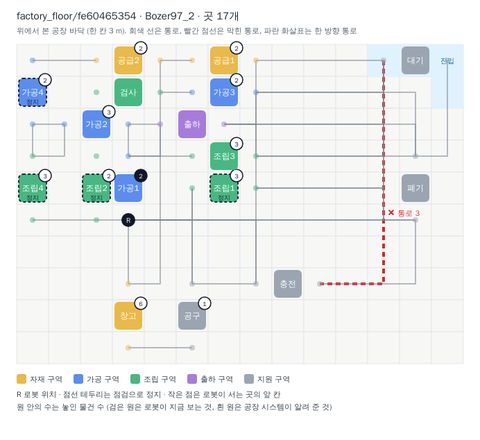 factory_floor/fe60465354 · Bozer97_2 · 곳 17개
위에서 본 공장 바닥 (한 칸 3 m). 회색 선은 통로, 빨간 점선은 막힌 통로, 파란 화살표는 한 방향 통로
2 2
공급2 공급1 대기 전립
2 2
가공4 검사 가공3
정지
3
가공2 출하
3
조립3
3 2 2 3
조립4 조립2 가공1 조립1 폐기
정지 정지 정지
R ✕ 통로 3
충전
6 1
창고 공구
자재 구역 가공 구역 조립 구역 출하 구역 지원 구역
R 로봇 위치 · 점선 테두리는 점검으로 정지 · 작은 점은 로봇이 서는 곳의 앞 칸
원 안의 수는 놓인 물건 수 (검은 원은 로봇이 지금 보는 것, 흰 원은 공장 시스템이 알려 준 것)